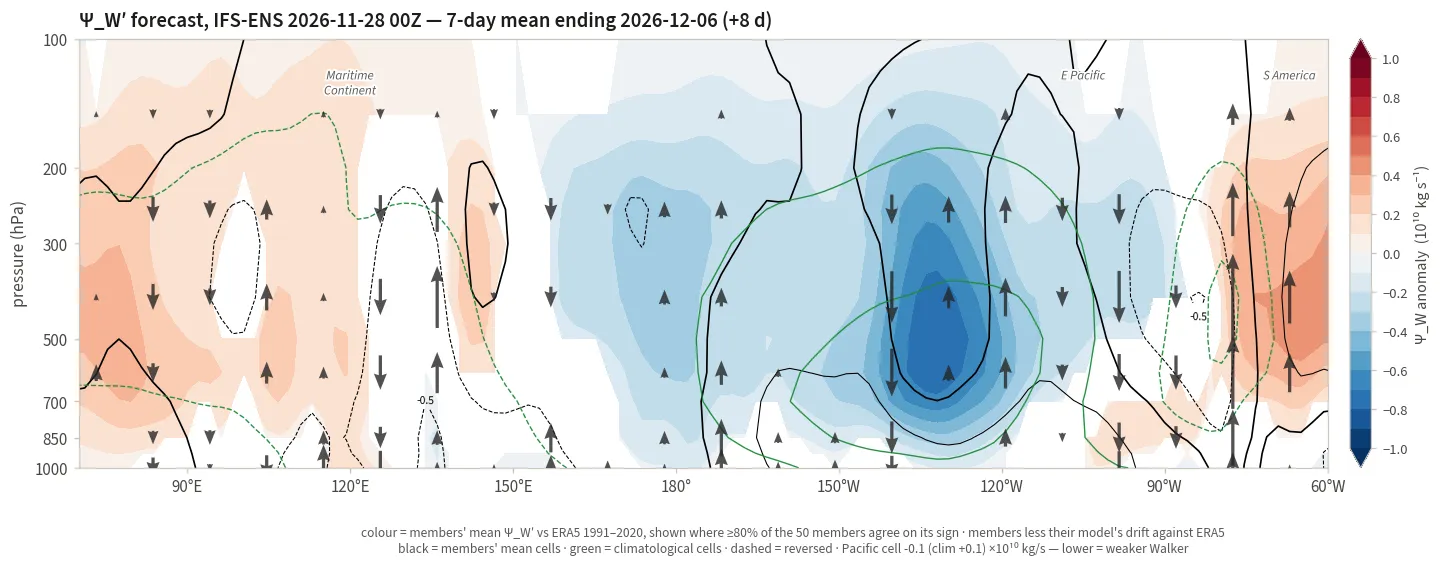 Ψ_W′ forecast, IFS-ENS 2026-11-28 00Z — 7-day mean ending 2026-12-06 (+8 d)
100
200
300
500
700
850
1000
pressure (hPa)
Maritime
Continent
E Pacific
S America
-0.5
-0.5
90°E
120°E
150°E
180°
150°W
120°W
90°W
60°W
1.0
0.8
0.6
0.4
0.2
0.0
−0.2
−0.4
−0.6
−0.8
−1.0
Ψ_W anomaly (10¹⁰ kg s⁻¹)
colour = members' mean Ψ_W′ vs ERA5 1991–2020, shown where ≥80% of the 50 members agree on its sign · members less their model's drift against ERA5
black = members' mean cells · green = climatological cells · dashed = reversed · Pacific cell -0.1 (clim +0.1) ×10¹⁰ kg/s — lower = weaker Walker